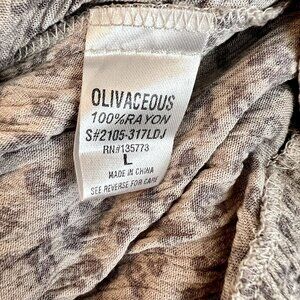 OLIVACEOUS
100%RAYON
S#2105-317LDJ
RN#135773
L
MADE IN CHINA
SEE REVERSE FOR CARE